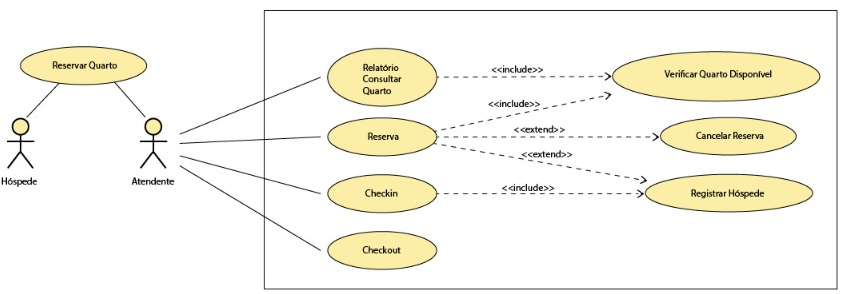 Reservar Quarto
Hóspede
Atendente
Relatório
Consultar
Quarto
<<include>>
Verificar Quarto Disponível
<<include>>
Reserva
<<extend>>
Cancelar Reserva
<<extend>>
Checkin
<<include>>
Registrar Hóspede
Checkout